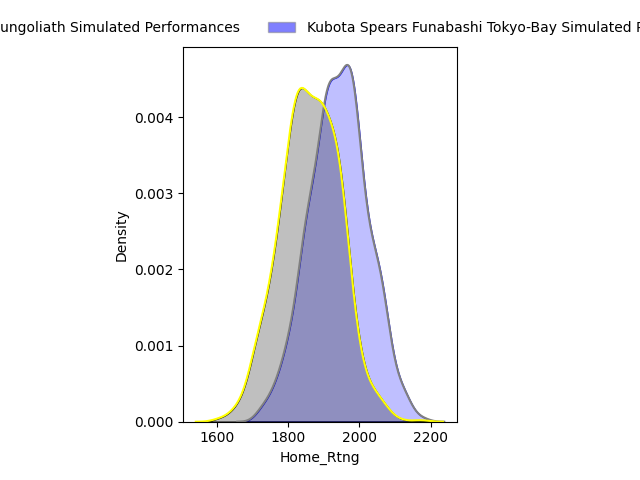 ungoliath Simulated Performances
Kubota Spears Funabashi Tokyo-Bay Simulated
0.004
0.003
0.002
0.001
0.000
Density
1600 1800 2000 2200
Home_Rtng